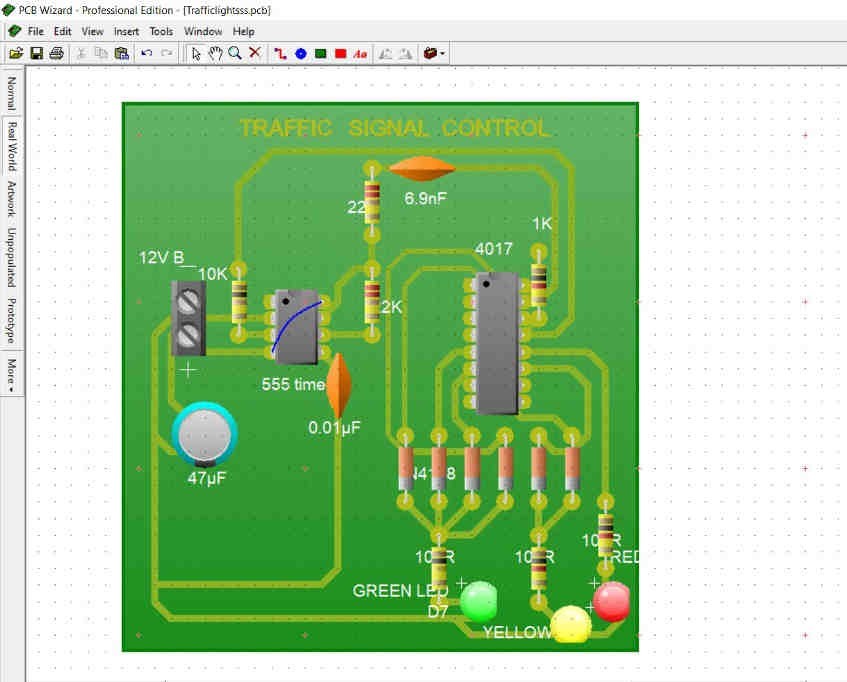 PCB Wizard - Professional Edition - [Trafficlightsss.pcb]
File Edit View Insert Tools Window Help
Aa
Normal
Real World
Artwork
Unpopulated
Prototype
More
TRAFFIC SIGNAL CONTROL
6.9nF
22
1K
4017
12V B
10K
2K
555 time
0.01µF
47µF
N4148
10 R
10 R
10 R
RED
GREEN LED
D7
YELLOW